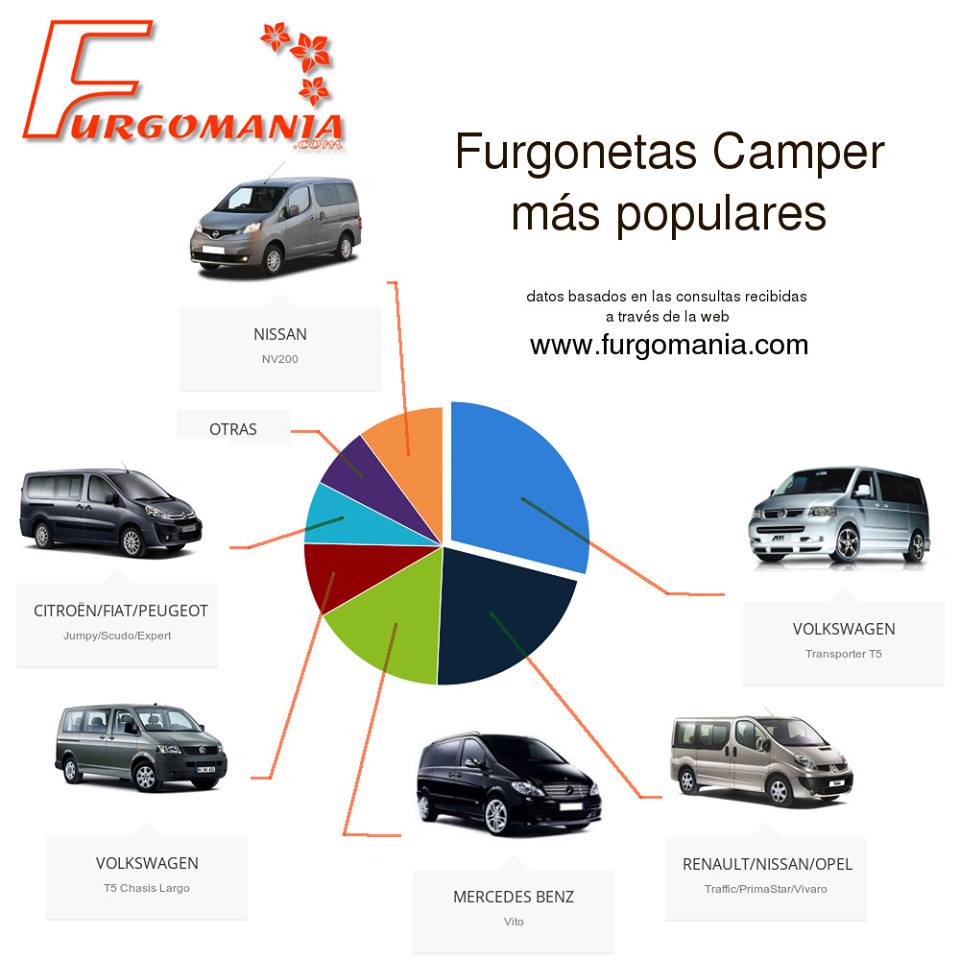 FURGOMANIA
.com
Furgonetas Camper
más populares
datos basados en las consultas recibidas
a través de la web
www.furgomania.com
NISSAN
NV200
OTRAS
CITROËN/FIAT/PEUGEOT
Jumpy/Scudo/Expert
VOLKSWAGEN
Transporter T5
VOLKSWAGEN
T5 Chasis Largo
MERCEDES BENZ
Vito
RENAULT/NISSAN/OPEL
Traffic/PrimaStar/Vivaro